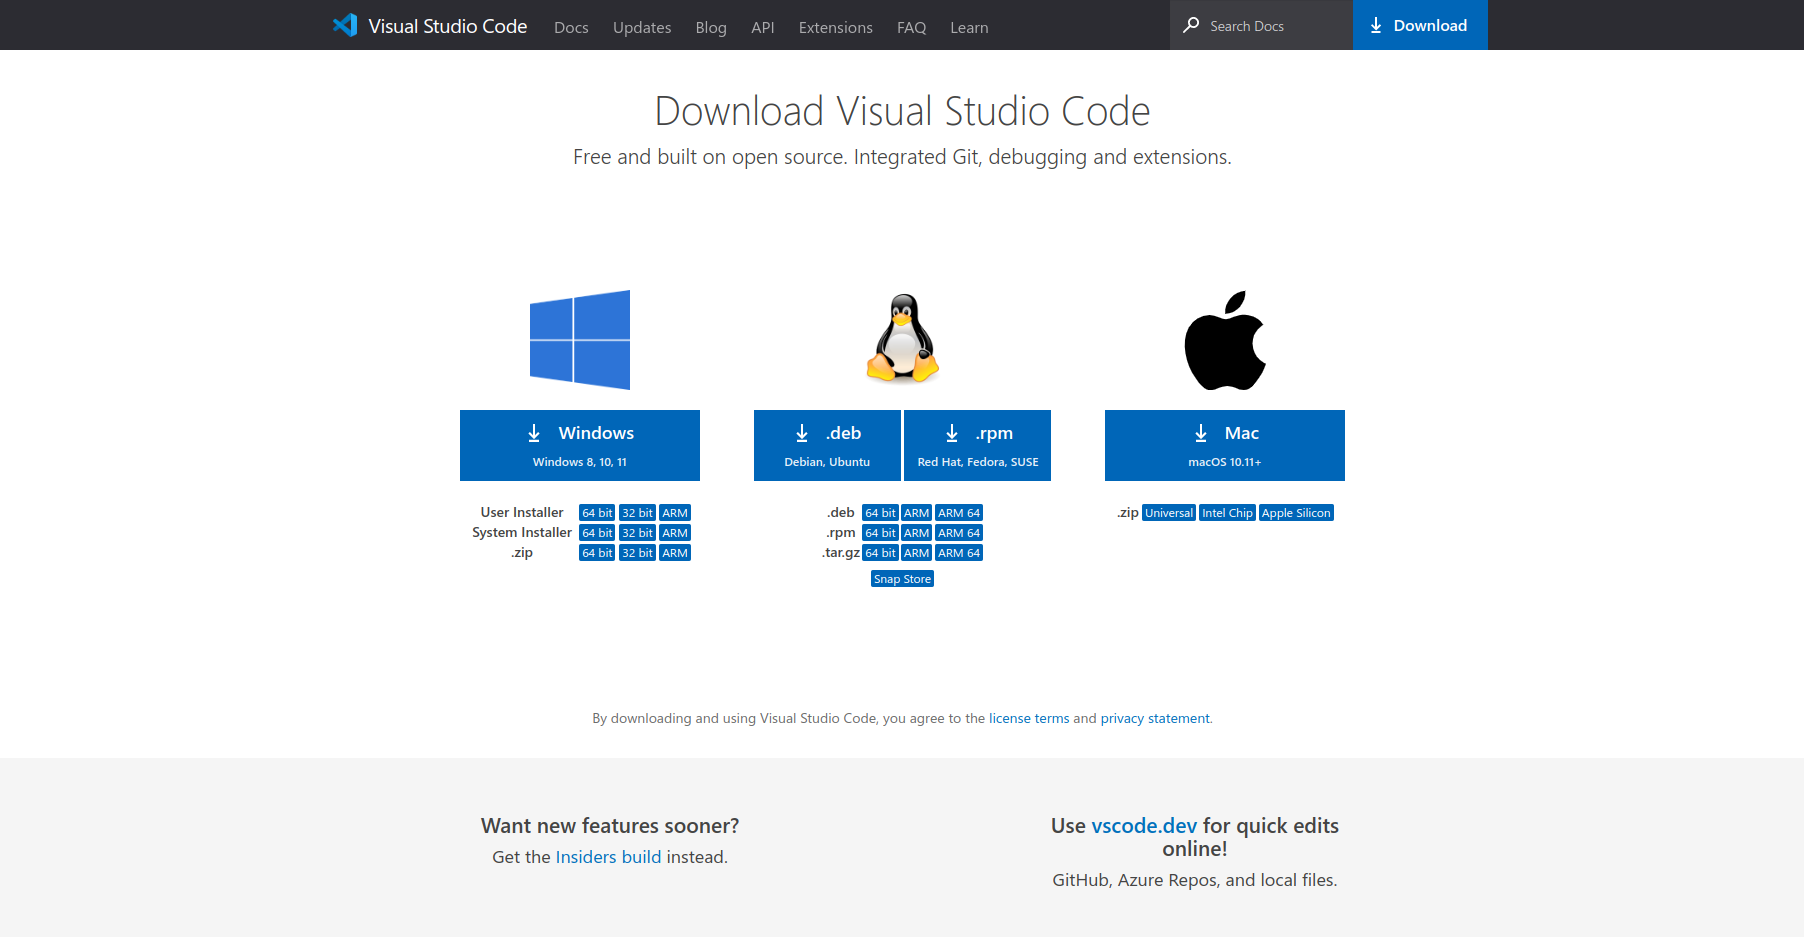 Visual Studio Code Docs Updates Blog API Extensions FAQ Learn Search Docs Download
Download Visual Studio Code
Free and built on open source. Integrated Git, debugging and extensions.
Windows
Windows 8, 10, 11
User Installer 64 bit 32 bit ARM
System Installer 64 bit 32 bit ARM
.zip 64 bit 32 bit ARM
.deb
Debian, Ubuntu
.rpm
Red Hat, Fedora, SUSE
.deb 64 bit ARM ARM 64
.rpm 64 bit ARM ARM 64
.tar.gz 64 bit ARM ARM 64
Snap Store
Mac
macOS 10.11+
.zip Universal Intel Chip Apple Silicon
By downloading and using Visual Studio Code, you agree to the license terms and privacy statement.
Want new features sooner?
Get the Insiders build instead.
Use vscode.dev for quick edits
online!
GitHub, Azure Repos, and local files.